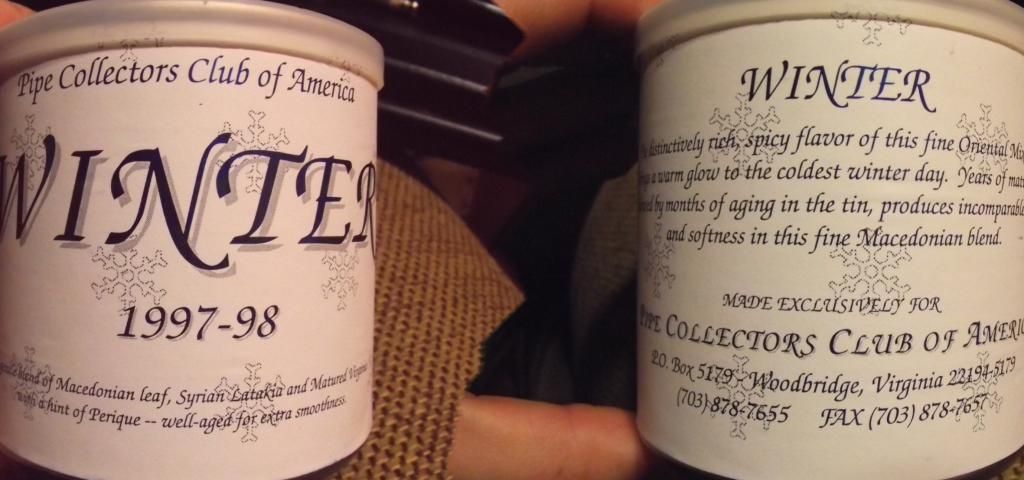 Pipe Collectors Club of America
WINTER
1997-98
blend of Macedonian leaf, Syrian Latakia and Matured
with a hint of Perique -- well-aged for extra smoothness.
WINTER
distinctively rich, spicy flavor of this fine Oriental
a warm glow to the coldest winter day. Years of
by months of aging in the tin, produces
and softness in this fine Macedonian blend.
MADE EXCLUSIVELY FOR
PIPE COLLECTORS CLUB OF AMERI
P.O. Box 5179 - Woodbridge, Virginia 22194-5179
(703) 878-7655 FAX (703) 878-7657